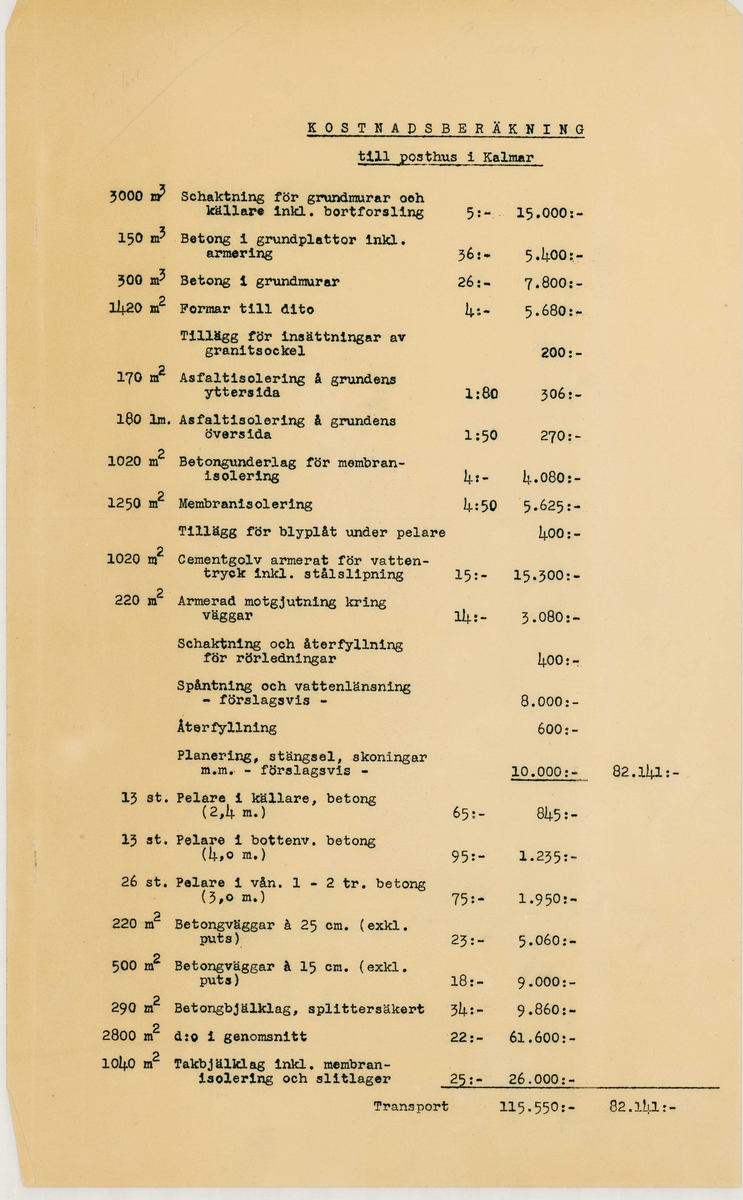 KOSTNADSBERÄKNING
till posthus i Kalmar
3000 m³ Schaktning för grundmurar och
källare inkl. bortforsling 5:- 15.000:-
150 m³ Betong i grundplattor inkl.
armering 36:- 5.400:-
300 m³ Betong i grundmurar 26:- 7.800:-
1420 m² Formar till dito 4:- 5.680:-
Tillägg för insättningar av
granitsockel 200:-
170 m² Asfaltisolering å grundens
yttersida 1:80 306:-
180 lm. Asfaltisolering å grundens
översida 1:50 270:-
1020 m² Betongunderlag för membran-
isolering 4:- 4.080:-
1250 m² Membranisolering 4:50 5.625:-
Tillägg för blyplåt under pelare 400:-
1020 m² Cementgolv armerat för vatten-
tryck inkl. stålslipning 15:- 15.300:-
220 m² Armerad motgjutning kring
väggar 14:- 3.080:-
Schaktning och återfyllning
för rörledningar 400:-
Spåntning och vattenlänsning
- förslagsvis - 8.000:-
Återfyllning 600:-
Planering, stängsel, skoningar
m.m. - förslagsvis - 10.000:- 82.141:-
13 st. Pelare i källare, betong
(2,4 m.) 65:- 845:-
13 st. Pelare i bottenv. betong
(4,o m.) 95:- 1.235:-
26 st. Pelare i vån. 1 - 2 tr. betong
(3,o m.) 75:- 1.950:-
220 m² Betongväggar à 25 cm. (exkl.
puts) 23:- 5.060:-
500 m² Betongväggar à 15 cm. (exkl.
puts) 18:- 9.000:-
290 m² Betongbjälklag, splittersäkert 34:- 9.860:-
2800 m² d:o i genomsnitt 22:- 61.600:-
1040 m² Takbjälklag inkl. membran-
isolering och slitlager 25:- 26.000:-
Transport 115.550:- 82.141:-